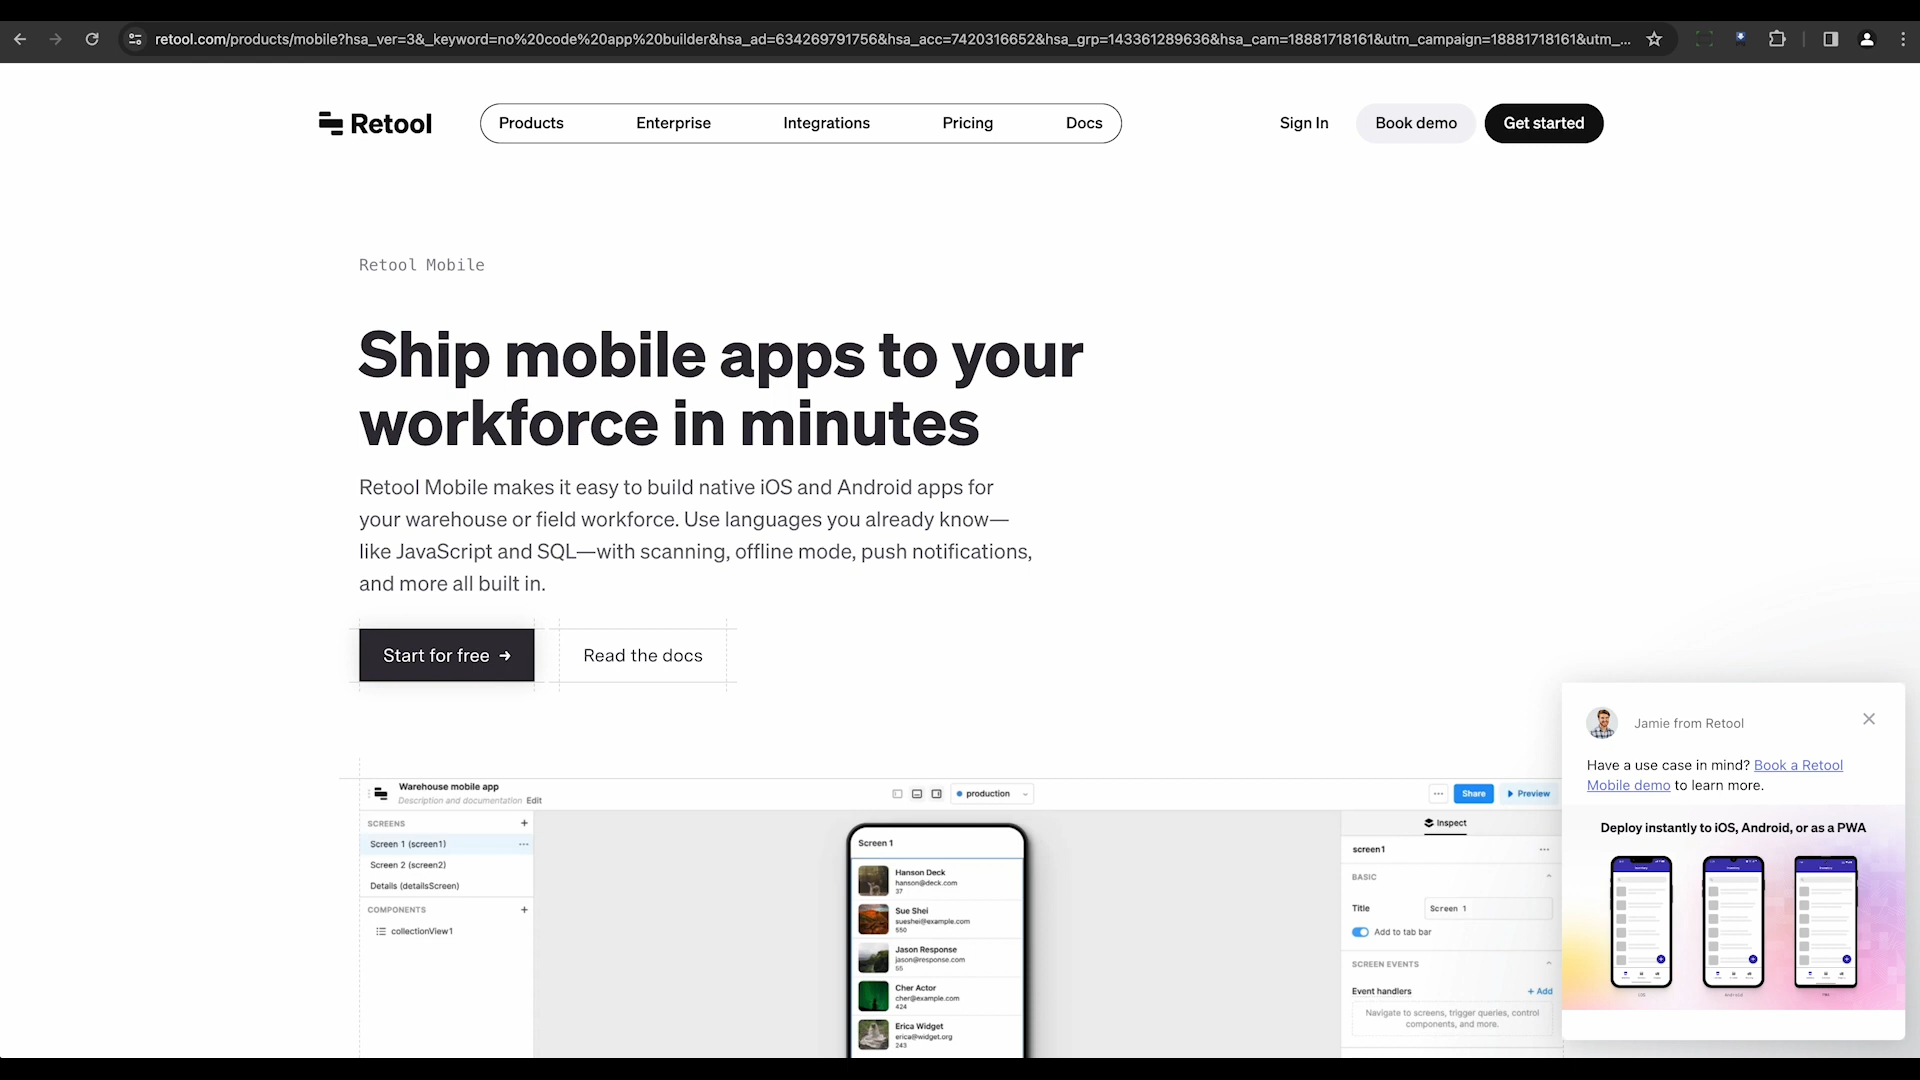 retool.com/products/mobile?hsa_ver=3&_keyword=no%20code%20app%20builder&hsa_ad=634269791756&hsa_acc=7420316652&hsa_grp=143361289636&hsa_cam=18881718161&utm_campaign=18881718161&utm_...
Retool
Products
Enterprise
Integrations
Pricing
Docs
Sign In
Book demo
Get started
Retool Mobile
Ship mobile apps to your
workforce in minutes
Retool Mobile makes it easy to build native iOS and Android apps for
your warehouse or field workforce. Use languages you already know—
like JavaScript and SQL—with scanning, offline mode, push notifications,
and more all built in.
Start for free →
Read the docs
Warehouse mobile app
Description and documentation Edit
production
Share
Preview
SCREENS
Screen 1 (screen1)
Screen 2 (screen2)
Details (detailsScreen)
COMPONENTS
collectionView1
Screen 1
Hanson Deck
hanson@deck.com
37
Sue Shei
sueshei@example.com
550
Jason Response
jason@response.com
55
Cher Actor
cher@example.com
424
Erica Widget
erica@widget.org
243
Inspect
screen1
BASIC
Title
Screen 1
Add to tab bar
SCREEN EVENTS
Event handlers
+ Add
Navigate to screens, trigger queries, control
components, and more.
Jamie from Retool
Have a use case in mind? Book a Retool
Mobile demo to learn more.
Deploy instantly to iOS, Android, or as a PWA
iOS
PWA